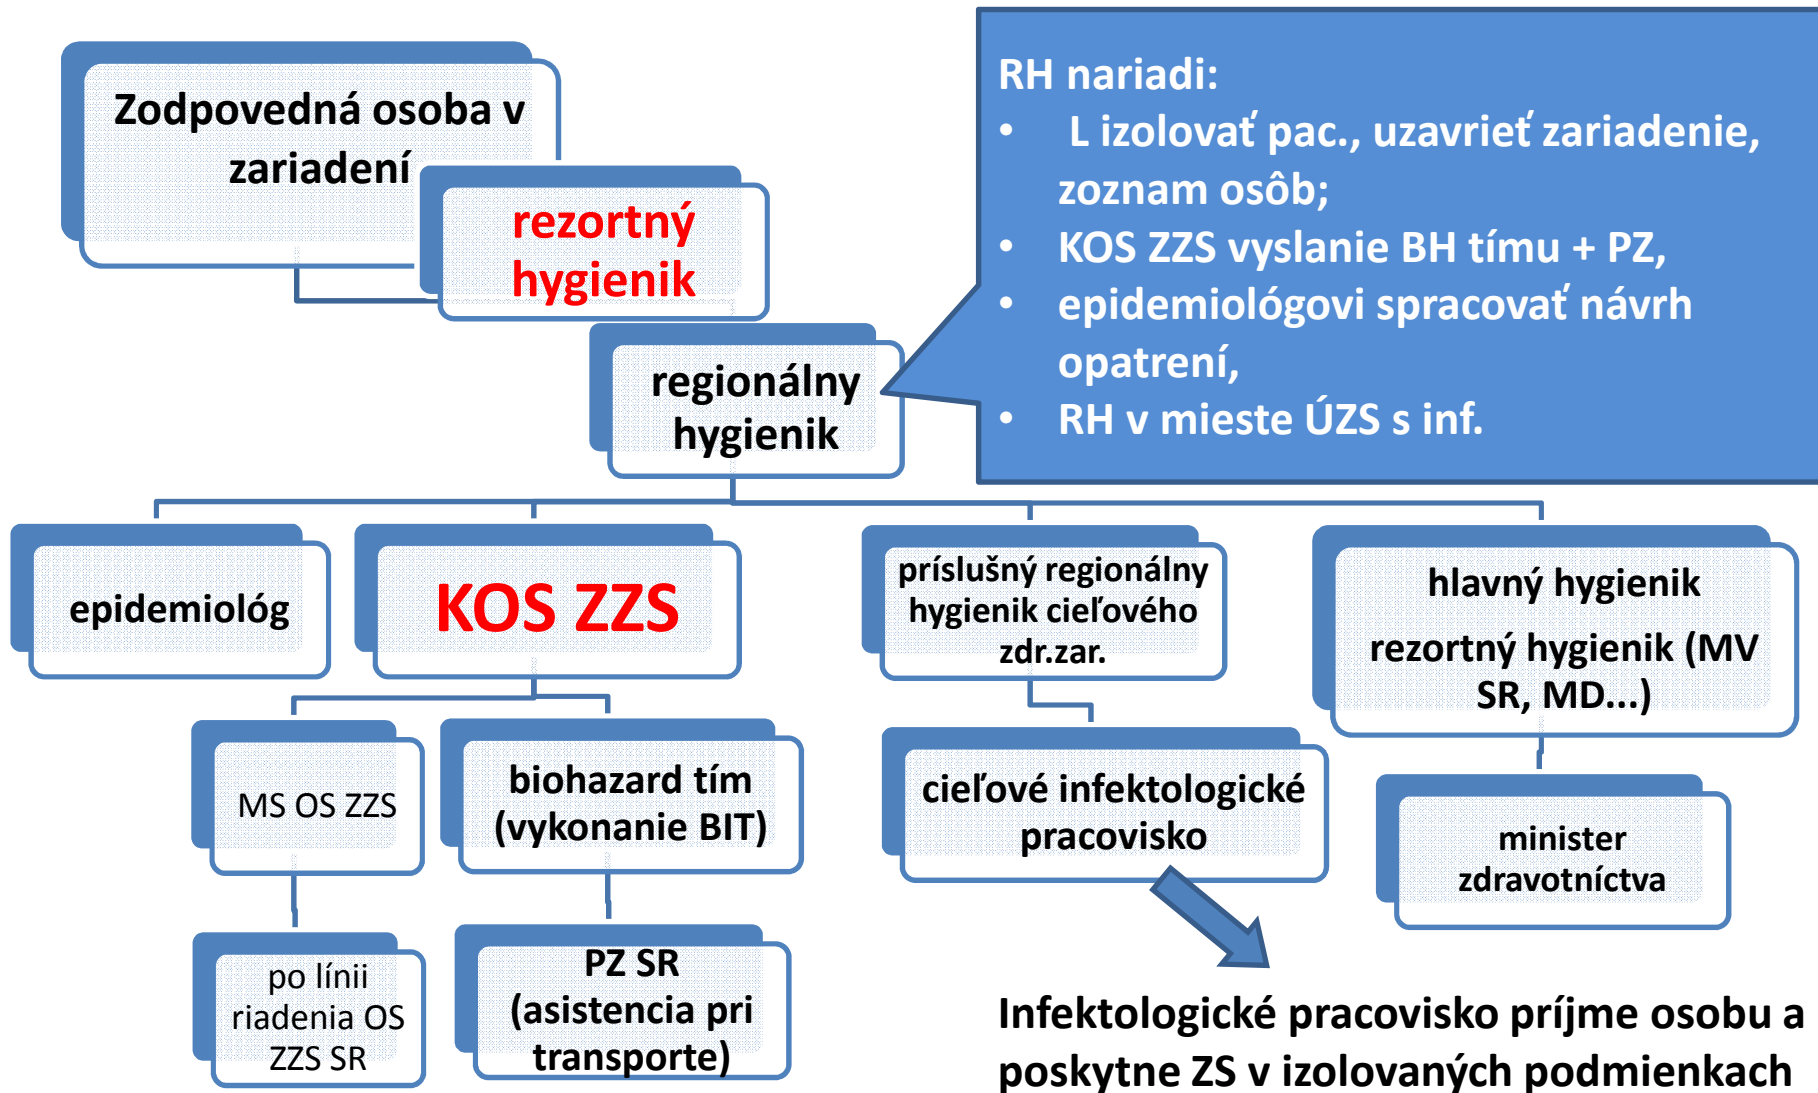 Zodpovedná osoba v
zariadení
rezortný
hygienik
regionálny
hygienik
RH nariadi:
• L izolovať pac., uzavrieť zariadenie,
zoznam osôb;
• KOS ZZS vyslanie BH tímu + PZ,
• epidemiológovi spracovať návrh
opatrení,
• RH v mieste ÚZS s inf.
epidemiológ
KOS ZZS
príslušný regionálny
hygienik cieľového
zdr.zar.
hlavný hygienik
rezortný hygienik (MV
SR, MD...)
MS OS ZZS
biohazard tím
(vykonanie BIT)
cieľové infektologické
pracovisko
minister
zdravotníctva
po línii
riadenia OS
ZZS SR
PZ SR
(asistencia pri
transporte)
Infektologické pracovisko príjme osobu a
poskytne ZS v izolovaných podmienkach